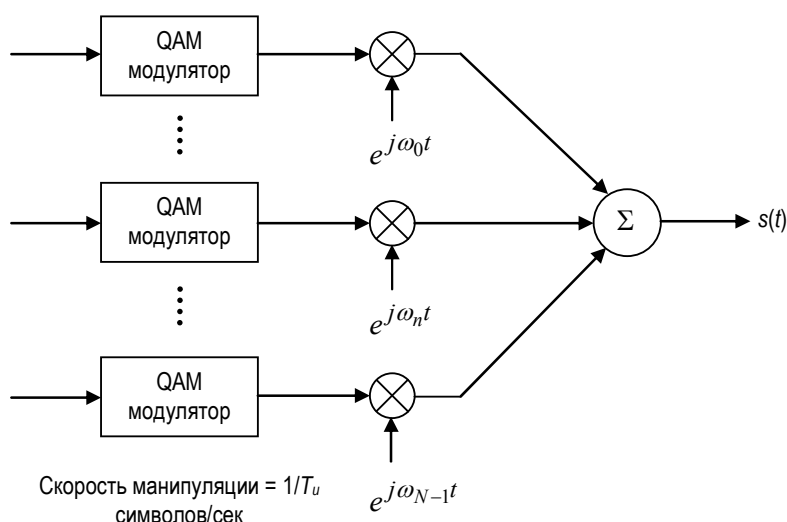 QAM
модулятор
e^{jω_0 t}
QAM
модулятор
Σ
s(t)
e^{jω_n t}
QAM
модулятор
e^{jω_{N−1} t}
Скорость манипуляции = 1/T_u
символов/сек